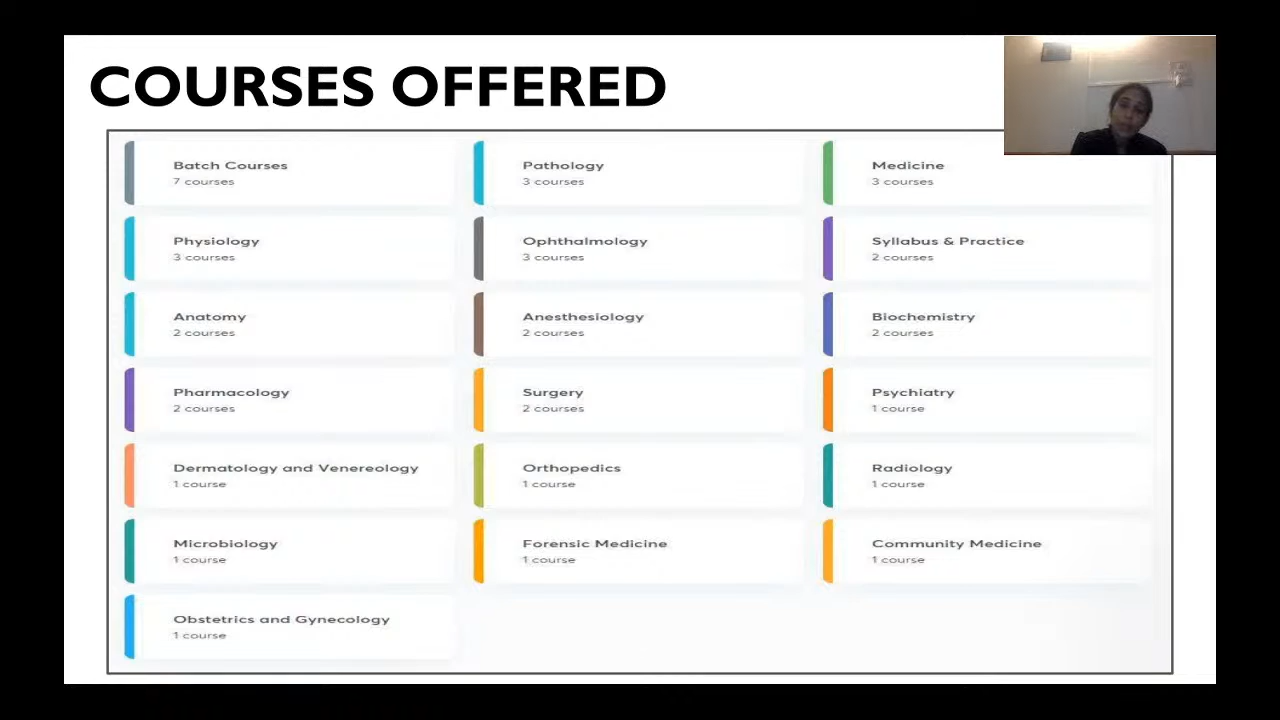 COURSES OFFERED
Batch Courses
7 courses
Pathology
3 courses
Medicine
3 courses
Physiology
3 courses
Ophthalmology
3 courses
Syllabus & Practice
2 courses
Anatomy
2 courses
Anesthesiology
2 courses
Biochemistry
2 courses
Pharmacology
2 courses
Surgery
2 courses
Psychiatry
1 course
Dermatology and Venereology
1 course
Orthopedics
1 course
Radiology
1 course
Microbiology
1 course
Forensic Medicine
1 course
Community Medicine
1 course
Obstetrics and Gynecology
1 course